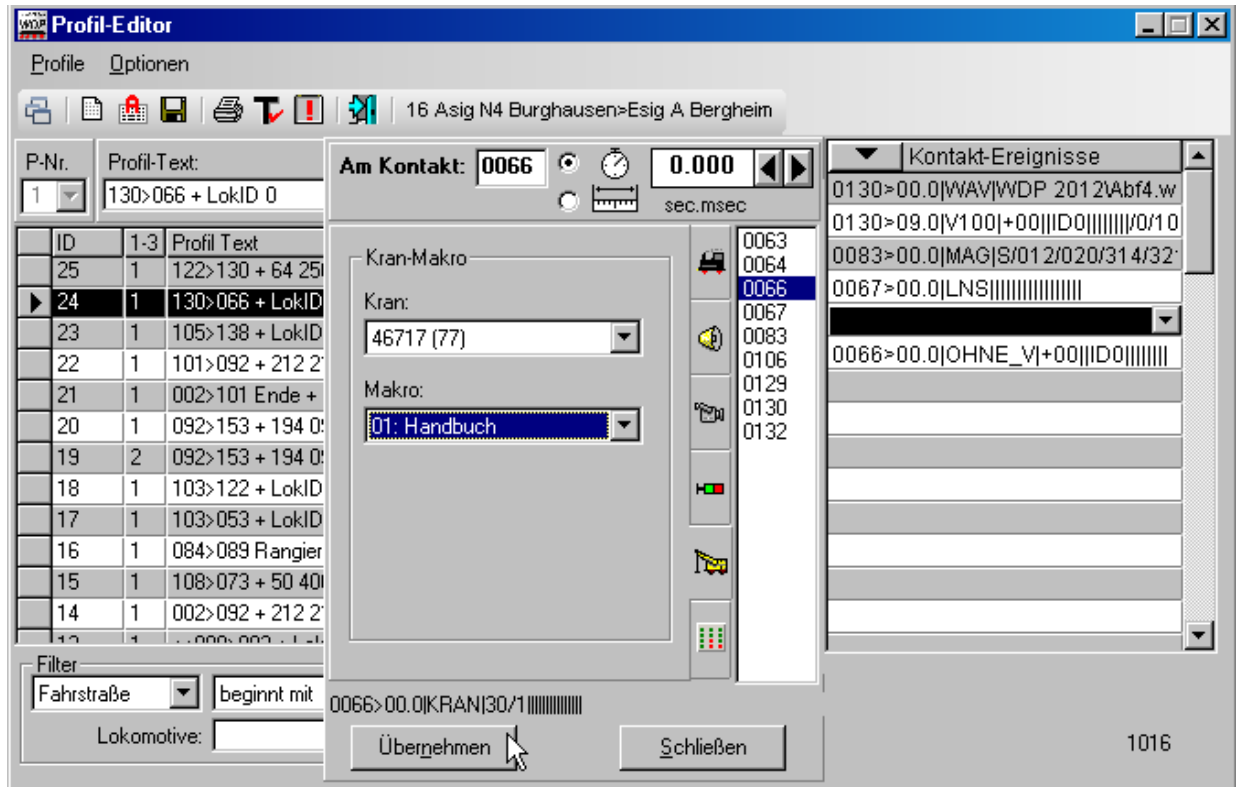 WDP Profil-Editor
Profile Optionen
16 Asig N4 Burghausen>Esig A Bergheim
P-Nr. Profil-Text:
1 130>066 + LokID 0
ID 1-3 Profil Text
25 1 122>130 + 64 250
24 1 130>066 + LokID
23 1 105>138 + LokID
22 1 101>092 + 212 2
21 1 002>101 Ende +
20 1 092>153 + 194 0
19 2 092>153 + 194 0
18 1 103>122 + LokID
17 1 103>053 + LokID
16 1 084>089 Rangier
15 1 108>073 + 50 400
14 1 002>092 + 212 2
Filter
Fahrstraße beginnt mit
Lokomotive:
Am Kontakt: 0066 0.000
sec.msec
Kran-Makro
Kran:
46717 (77)
Makro:
01: Handbuch
0063
0064
0066
0067
0083
0106
0129
0130
0132
0066>00.0|KRAN|30/1||||||||||||||
Übernehmen Schließen
Kontakt-Ereignisse
0130>00.0|WAV|WDP 2012\Abf4.w
0130>09.0|V100|+00|||ID0||||||||/0/10
0083>00.0|MAG|S/012/020/314/321
0067>00.0|LNS||||||||||||||||
0066>00.0|OHNE_V|+00|||ID0||||||||
1016